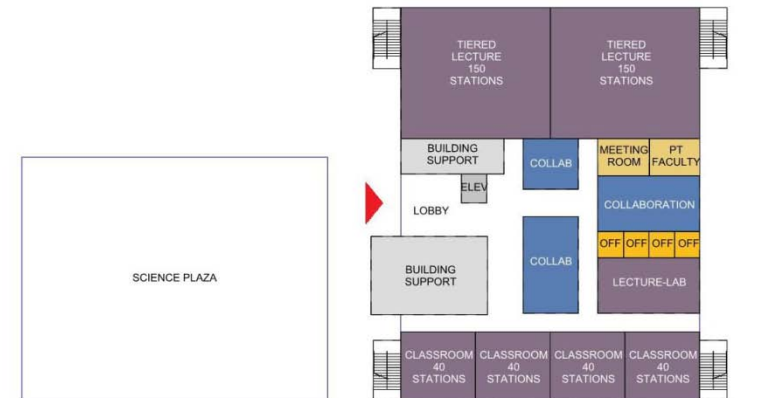 TIERED
LECTURE
150
STATIONS
TIERED
LECTURE
150
STATIONS
BUILDING
SUPPORT
COLLAB
MEETING
ROOM
PT
FACULTY
ELEV
LOBBY
COLLABORATION
OFF
OFF
OFF
OFF
SCIENCE PLAZA
BUILDING
SUPPORT
COLLAB
LECTURE-LAB
CLASSROOM
40
STATIONS
CLASSROOM
40
STATIONS
CLASSROOM
40
STATIONS
CLASSROOM
40
STATIONS